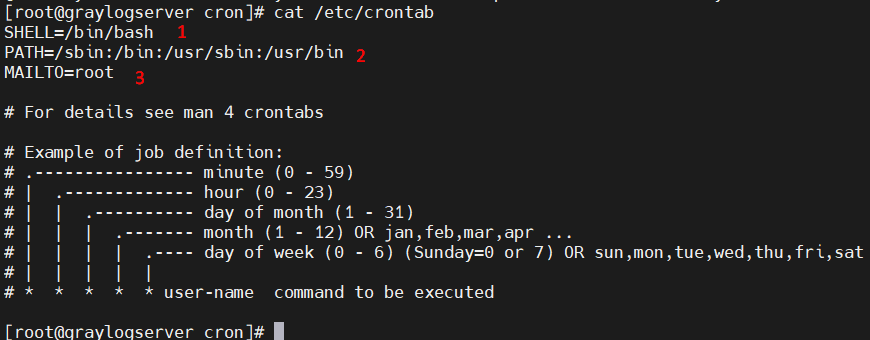 [root@graylogserver cron]# cat /etc/crontab
SHELL=/bin/bash 1
PATH=/sbin:/bin:/usr/sbin:/usr/bin 2
MAILTO=root 3

# For details see man 4 crontabs

# Example of job definition:
# .---------------- minute (0 - 59)
# |  .------------- hour (0 - 23)
# |  |  .---------- day of month (1 - 31)
# |  |  |  .------- month (1 - 12) OR jan,feb,mar,apr ...
# |  |  |  |  .---- day of week (0 - 6) (Sunday=0 or 7) OR sun,mon,tue,wed,thu,fri,sat
# |  |  |  |  |
# *  *  *  *  * user-name  command to be executed

[root@graylogserver cron]#